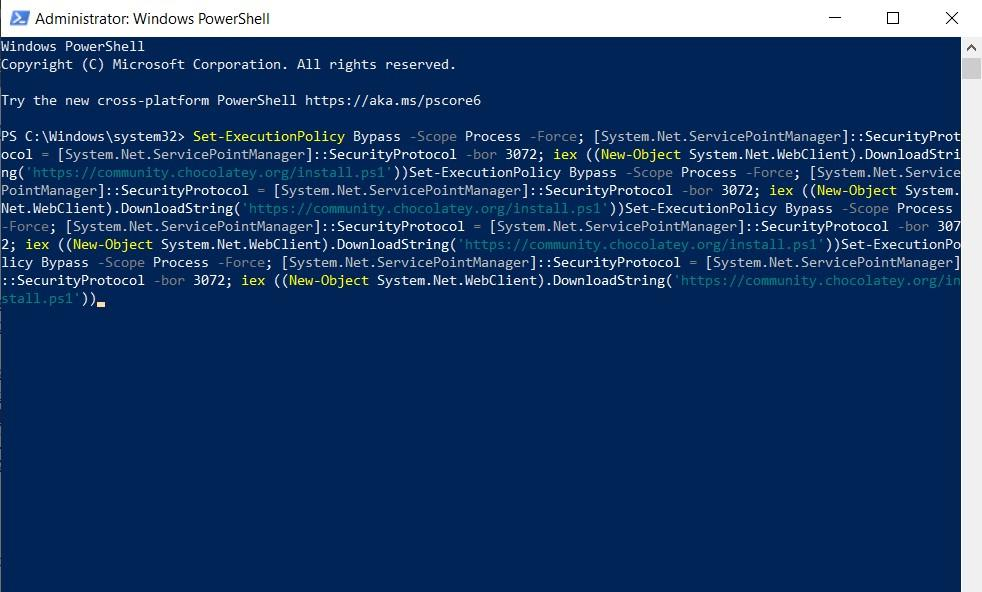 Administrator: Windows PowerShell
Windows PowerShell
Copyright (C) Microsoft Corporation. All rights reserved.
Try the new cross-platform PowerShell https://aka.ms/pscore6
PS C:\Windows\system32> Set-ExecutionPolicy Bypass -Scope Process -Force; [System.Net.ServicePointManager]::SecurityProt
ocol = [System.Net.ServicePointManager]::SecurityProtocol -bor 3072; iex ((New-Object System.Net.WebClient).DownloadStri
ng('https://community.chocolatey.org/install.ps1'))Set-ExecutionPolicy Bypass -Scope Process -Force; [System.Net.Service
PointManager]::SecurityProtocol = [System.Net.ServicePointManager]::SecurityProtocol -bor 3072; iex ((New-Object System.
Net.WebClient).DownloadString('https://community.chocolatey.org/install.ps1'))Set-ExecutionPolicy Bypass -Scope Process
-Force; [System.Net.ServicePointManager]::SecurityProtocol = [System.Net.ServicePointManager]::SecurityProtocol -bor 307
2; iex ((New-Object System.Net.WebClient).DownloadString('https://community.chocolatey.org/install.ps1'))Set-ExecutionPo
licy Bypass -Scope Process -Force; [System.Net.ServicePointManager]::SecurityProtocol = [System.Net.ServicePointManager]
::SecurityProtocol -bor 3072; iex ((New-Object System.Net.WebClient).DownloadString('https://community.chocolatey.org/in
stall.ps1'))